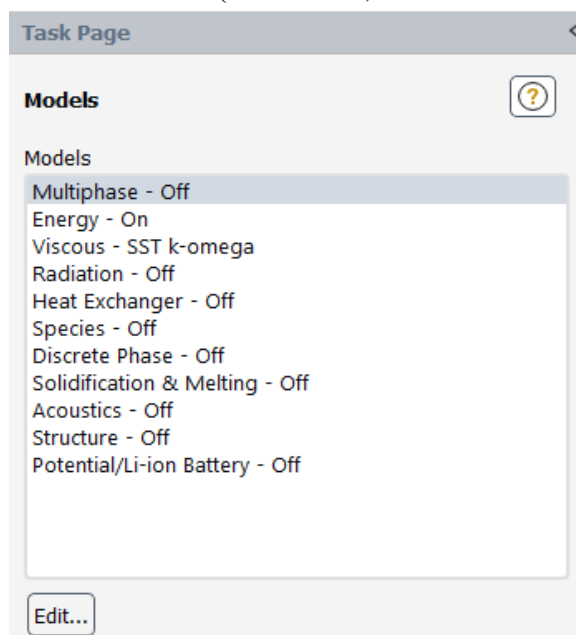 Task Page
Models
Models
Multiphase - Off
Energy - On
Viscous - SST k-omega
Radiation - Off
Heat Exchanger - Off
Species - Off
Discrete Phase - Off
Solidification & Melting - Off
Acoustics - Off
Structure - Off
Potential/Li-ion Battery - Off
Edit...